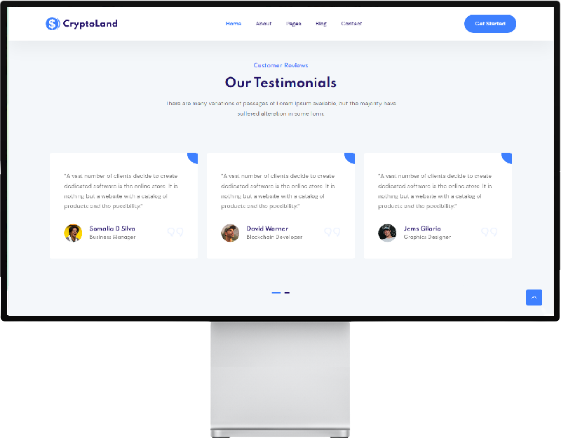 CryptoLand
Home About Pages Blog Contact
Get Started
Customer Reviews
Our Testimonials
There are many variations of passages of Lorem Ipsum available, but the majority have
suffered alteration in some form.
"A vast number of clients decide to create
dedicated software is the online store. It is
nothing but a website with a catalog of
products and the possibility."
Samalia D Silva
Business Manager
"A vast number of clients decide to create
dedicated software is the online store. It is
nothing but a website with a catalog of
products and the possibility."
David Warner
Blockchain Developer
"A vast number of clients decide to create
dedicated software is the online store. It is
nothing but a website with a catalog of
products and the possibility."
Jems Gilario
Graphics Designer